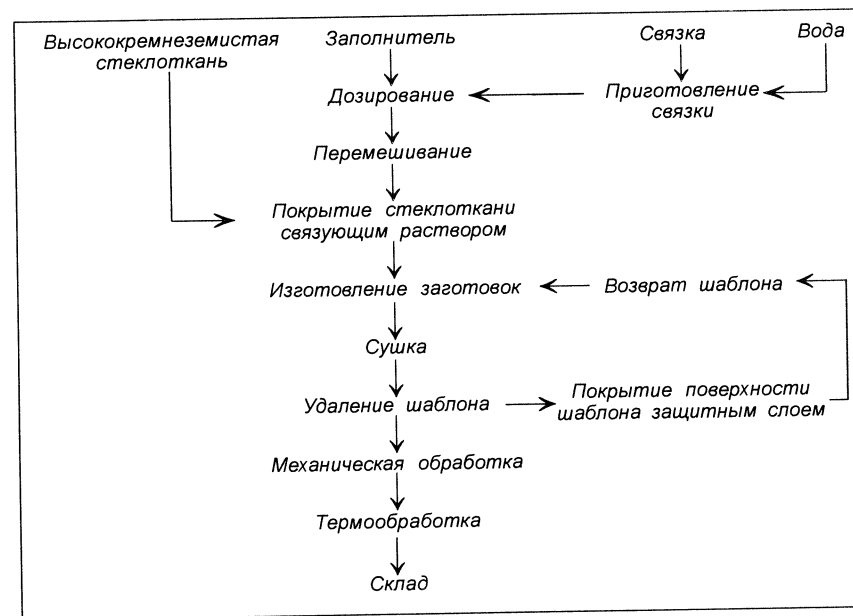 Высококремнеземистая
стеклоткань
Заполнитель
Связка
Вода
Дозирование
Приготовление
связки
Перемешивание
Покрытие стеклоткани
связующим раствором
Изготовление заготовок
Возврат шаблона
Сушка
Удаление шаблона
Покрытие поверхности
шаблона защитным слоем
Механическая обработка
Термообработка
Склад